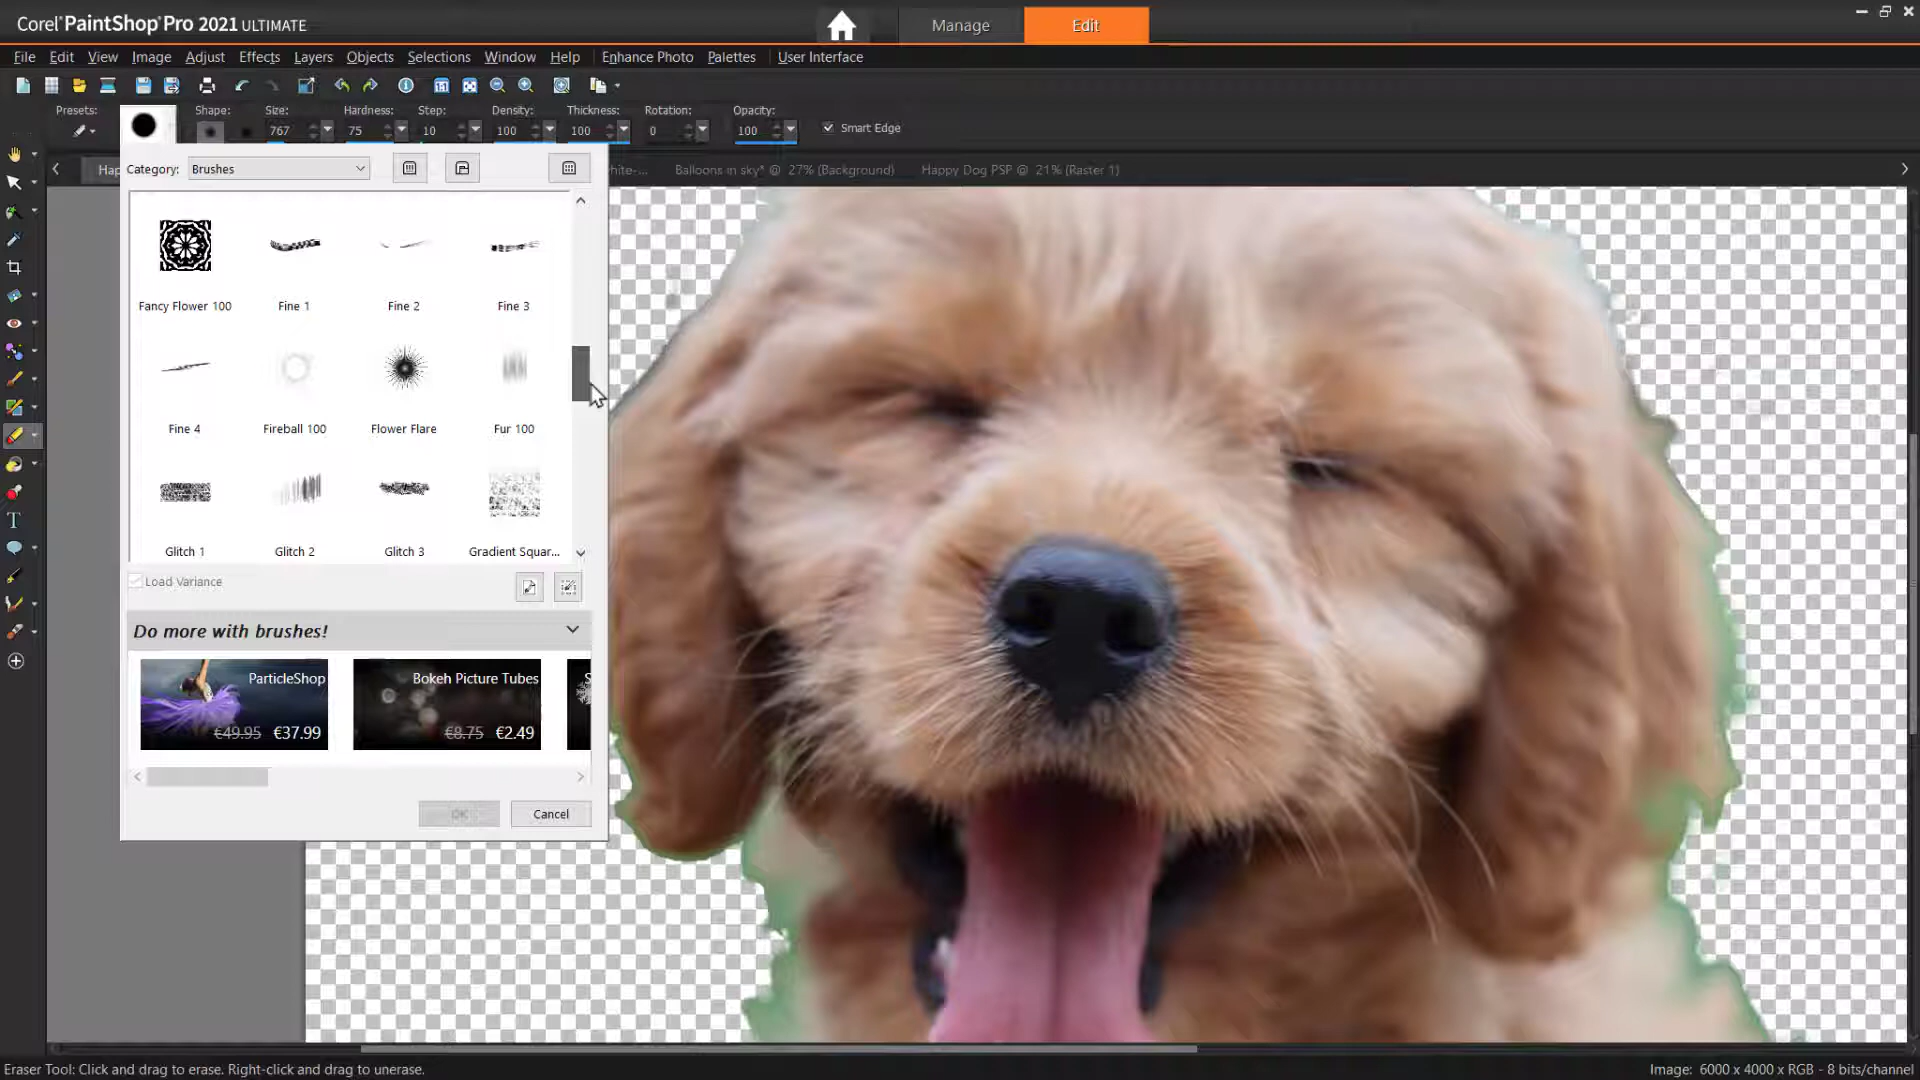 Corel® PaintShop® Pro 2021 ULTIMATE
Manage
Edit
File Edit View Image Adjust Effects Layers Objects Selections Window Help Enhance Photo Palettes User Interface
Presets: Shape: Size: Hardness: Step: Density: Thickness: Rotation: Opacity:
767 75 10 100 100 0 100 Smart Edge
Hap
hite-...
Balloons in sky* @ 27% (Background)
Happy Dog PSP @ 21% (Raster 1)
Category: Brushes
Fancy Flower 100 Fine 1 Fine 2 Fine 3
Fine 4 Fireball 100 Flower Flare Fur 100
Glitch 1 Glitch 2 Glitch 3 Gradient Squar...
Load Variance
Do more with brushes!
ParticleShop
€49.95 €37.99
Bokeh Picture Tubes
€8.75 €2.49
S
OK Cancel
Eraser Tool: Click and drag to erase. Right-click and drag to unerase.
Image: 6000 x 4000 x RGB - 8 bits/channel